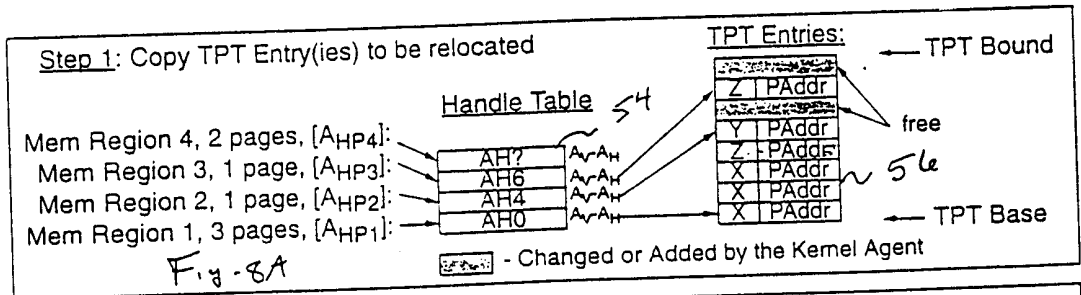 Step 1: Copy TPT Entry(ies) to be relocated
TPT Entries:
TPT Bound
Handle Table
54
Z PAddr
free
Mem Region 4, 2 pages, [AHP4]:
AH?
Av-AH
Y PAddr
Mem Region 3, 1 page, [AHP3]:
AH6
Av-AH
Z PAddr
Mem Region 2, 1 page, [AHP2]:
AH4
Av-AH
X PAddr
56
Mem Region 1, 3 pages, [AHP1]:
AH0
Av-AH
X PAddr
X PAddr
TPT Base
Fig-8A
- Changed or Added by the Kernel Agent